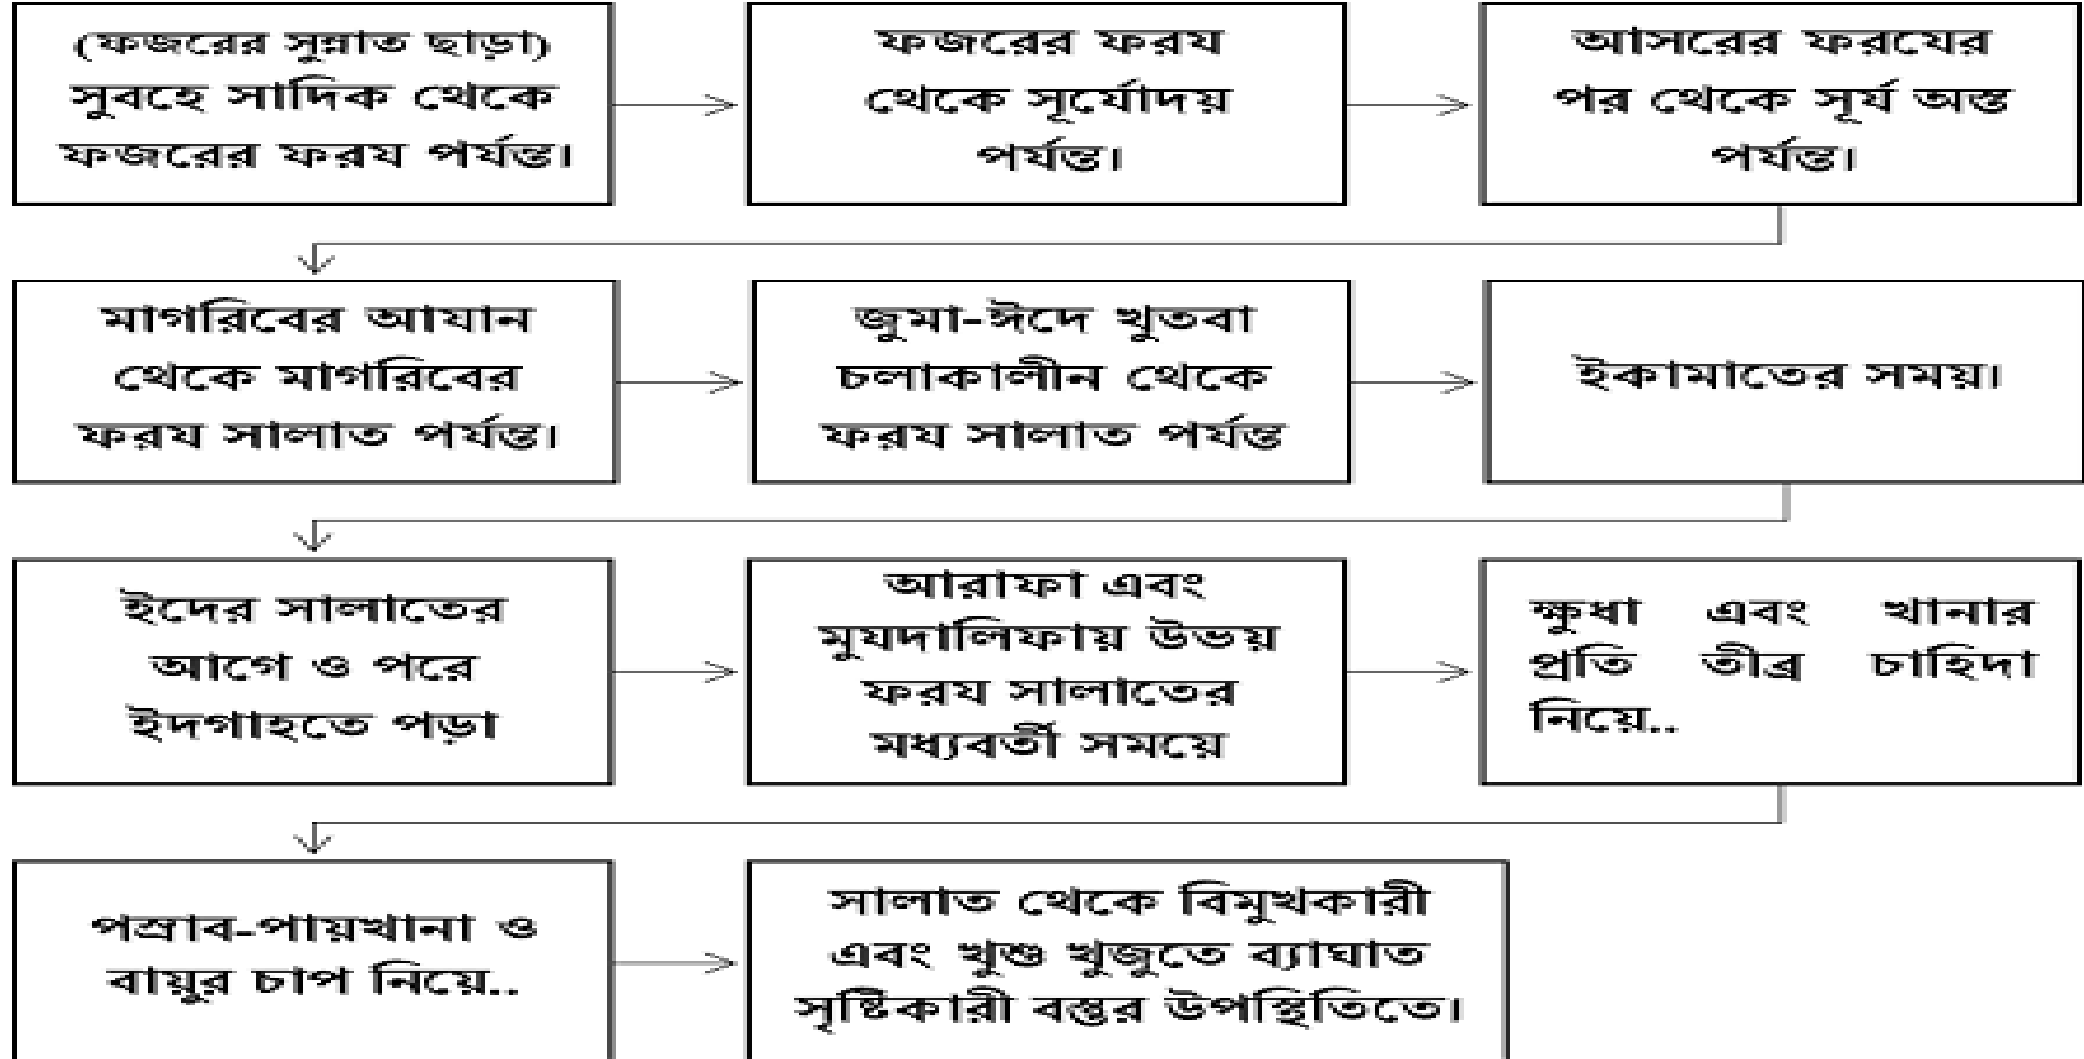 (ফজরের সুন্নাত ছাড়া)
সুবহে সাদিক থেকে
ফজরের ফরয পর্যন্ত।
ফজরের ফরয
থেকে সূর্যোদয়
পর্যন্ত।
আসরের ফরযের
পর থেকে সূর্য অস্ত
পর্যন্ত।
মাগরিবের আযান
থেকে মাগরিবের
ফরয সালাত পর্যন্ত।
জুমা-ঈদে খুতবা
চলাকালীন থেকে
ফরয সালাত পর্যন্ত
ইকামাতের সময়।
ইদের সালাতের
আগে ও পরে
ইদগাহতে পড়া
আরাফা এবং
মুযদালিফায় উভয়
ফরয সালাতের
মধ্যবর্তী সময়ে
ক্ষুধা এবং খানার
প্রতি তীব্র চাহিদা
নিয়ে..
পস্রাব-পায়খানা ও
বায়ুর চাপ নিয়ে..
সালাত থেকে বিমুখকারী
এবং খুশু খুজুতে ব্যাঘাত
সৃষ্টিকারী বস্তুর উপস্থিতিতে।